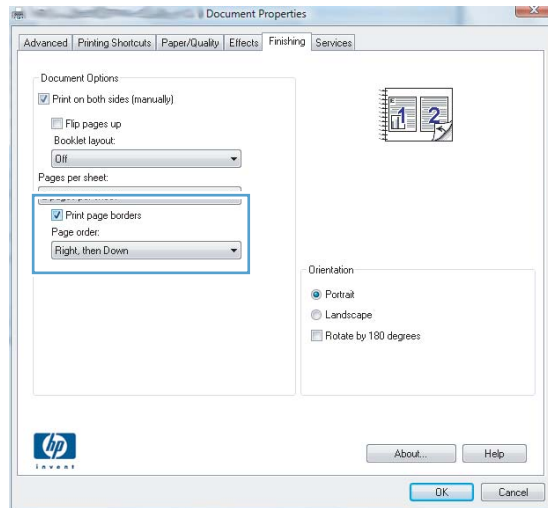 Document Properties
Advanced Printing Shortcuts Paper/Quality Effects Finishing Services
Document Options
Print on both sides (manually)
Flip pages up
Booklet layout:
Off
Pages per sheet:
Print page borders
Page order:
Right, then Down
1 2
Orientation
Portrait
Landscape
Rotate by 180 degrees
hp
invent
About... Help
OK Cancel